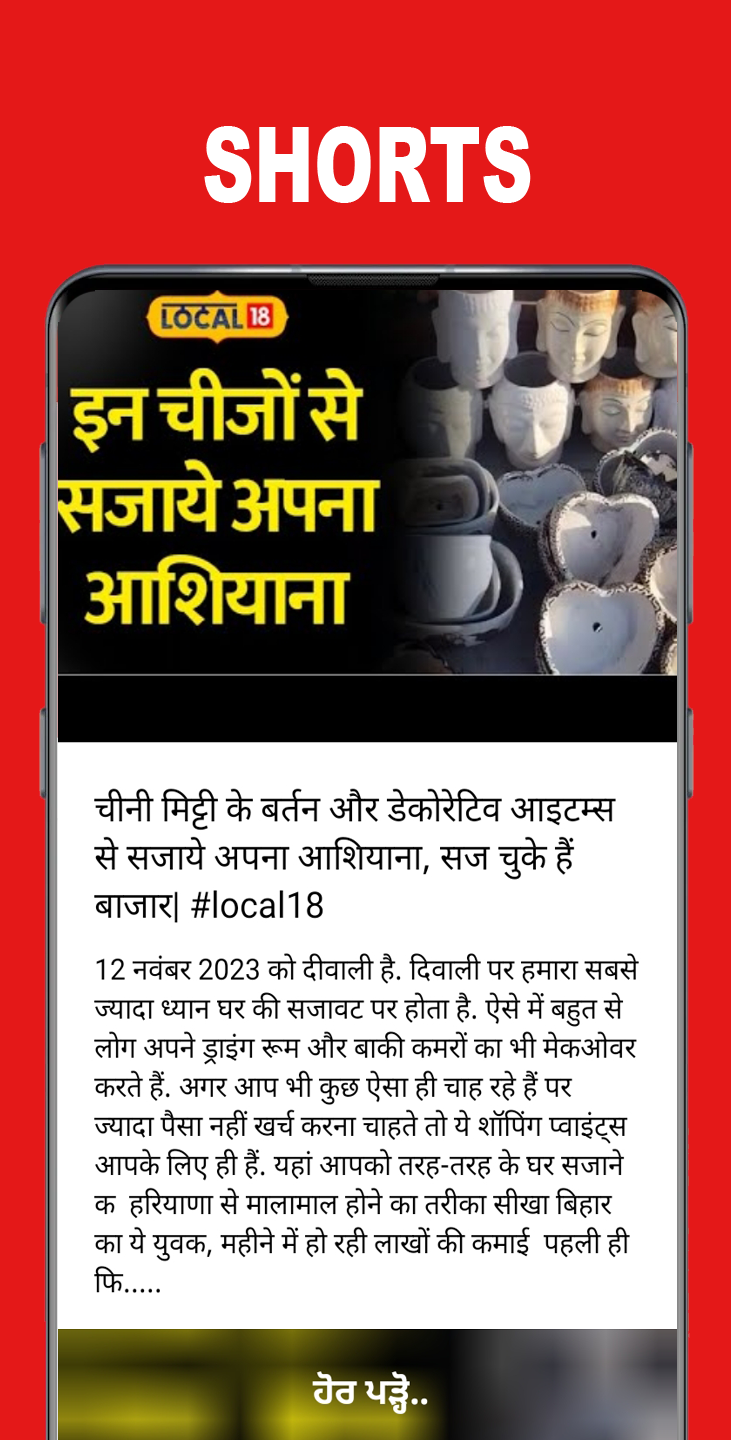 SHORTS
LOCAL 18
इन चीजों से
सजाये अपना
आशियाना
चीनी मिट्टी के बर्तन और डेकोरेटिव आइटम्स
से सजाये अपना आशियाना, सज चुके हैं
बाजार| #local18
12 नवंबर 2023 को दीवाली है. दिवाली पर हमारा सबसे
ज्यादा ध्यान घर की सजावट पर होता है. ऐसे में बहुत से
लोग अपने ड्राइंग रूम और बाकी कमरों का भी मेकओवर
करते हैं. अगर आप भी कुछ ऐसा ही चाह रहे हैं पर
ज्यादा पैसा नहीं खर्च करना चाहते तो ये शॉपिंग प्वाइंट्स
आपके लिए ही हैं. यहां आपको तरह-तरह के घर सजाने
क  हरियाणा से मालामाल होने का तरीका सीखा बिहार
का ये युवक, महीने में हो रही लाखों की कमाई  पहली ही
फि.....
ਹੋਰ ਪੜ੍ਹੋ..